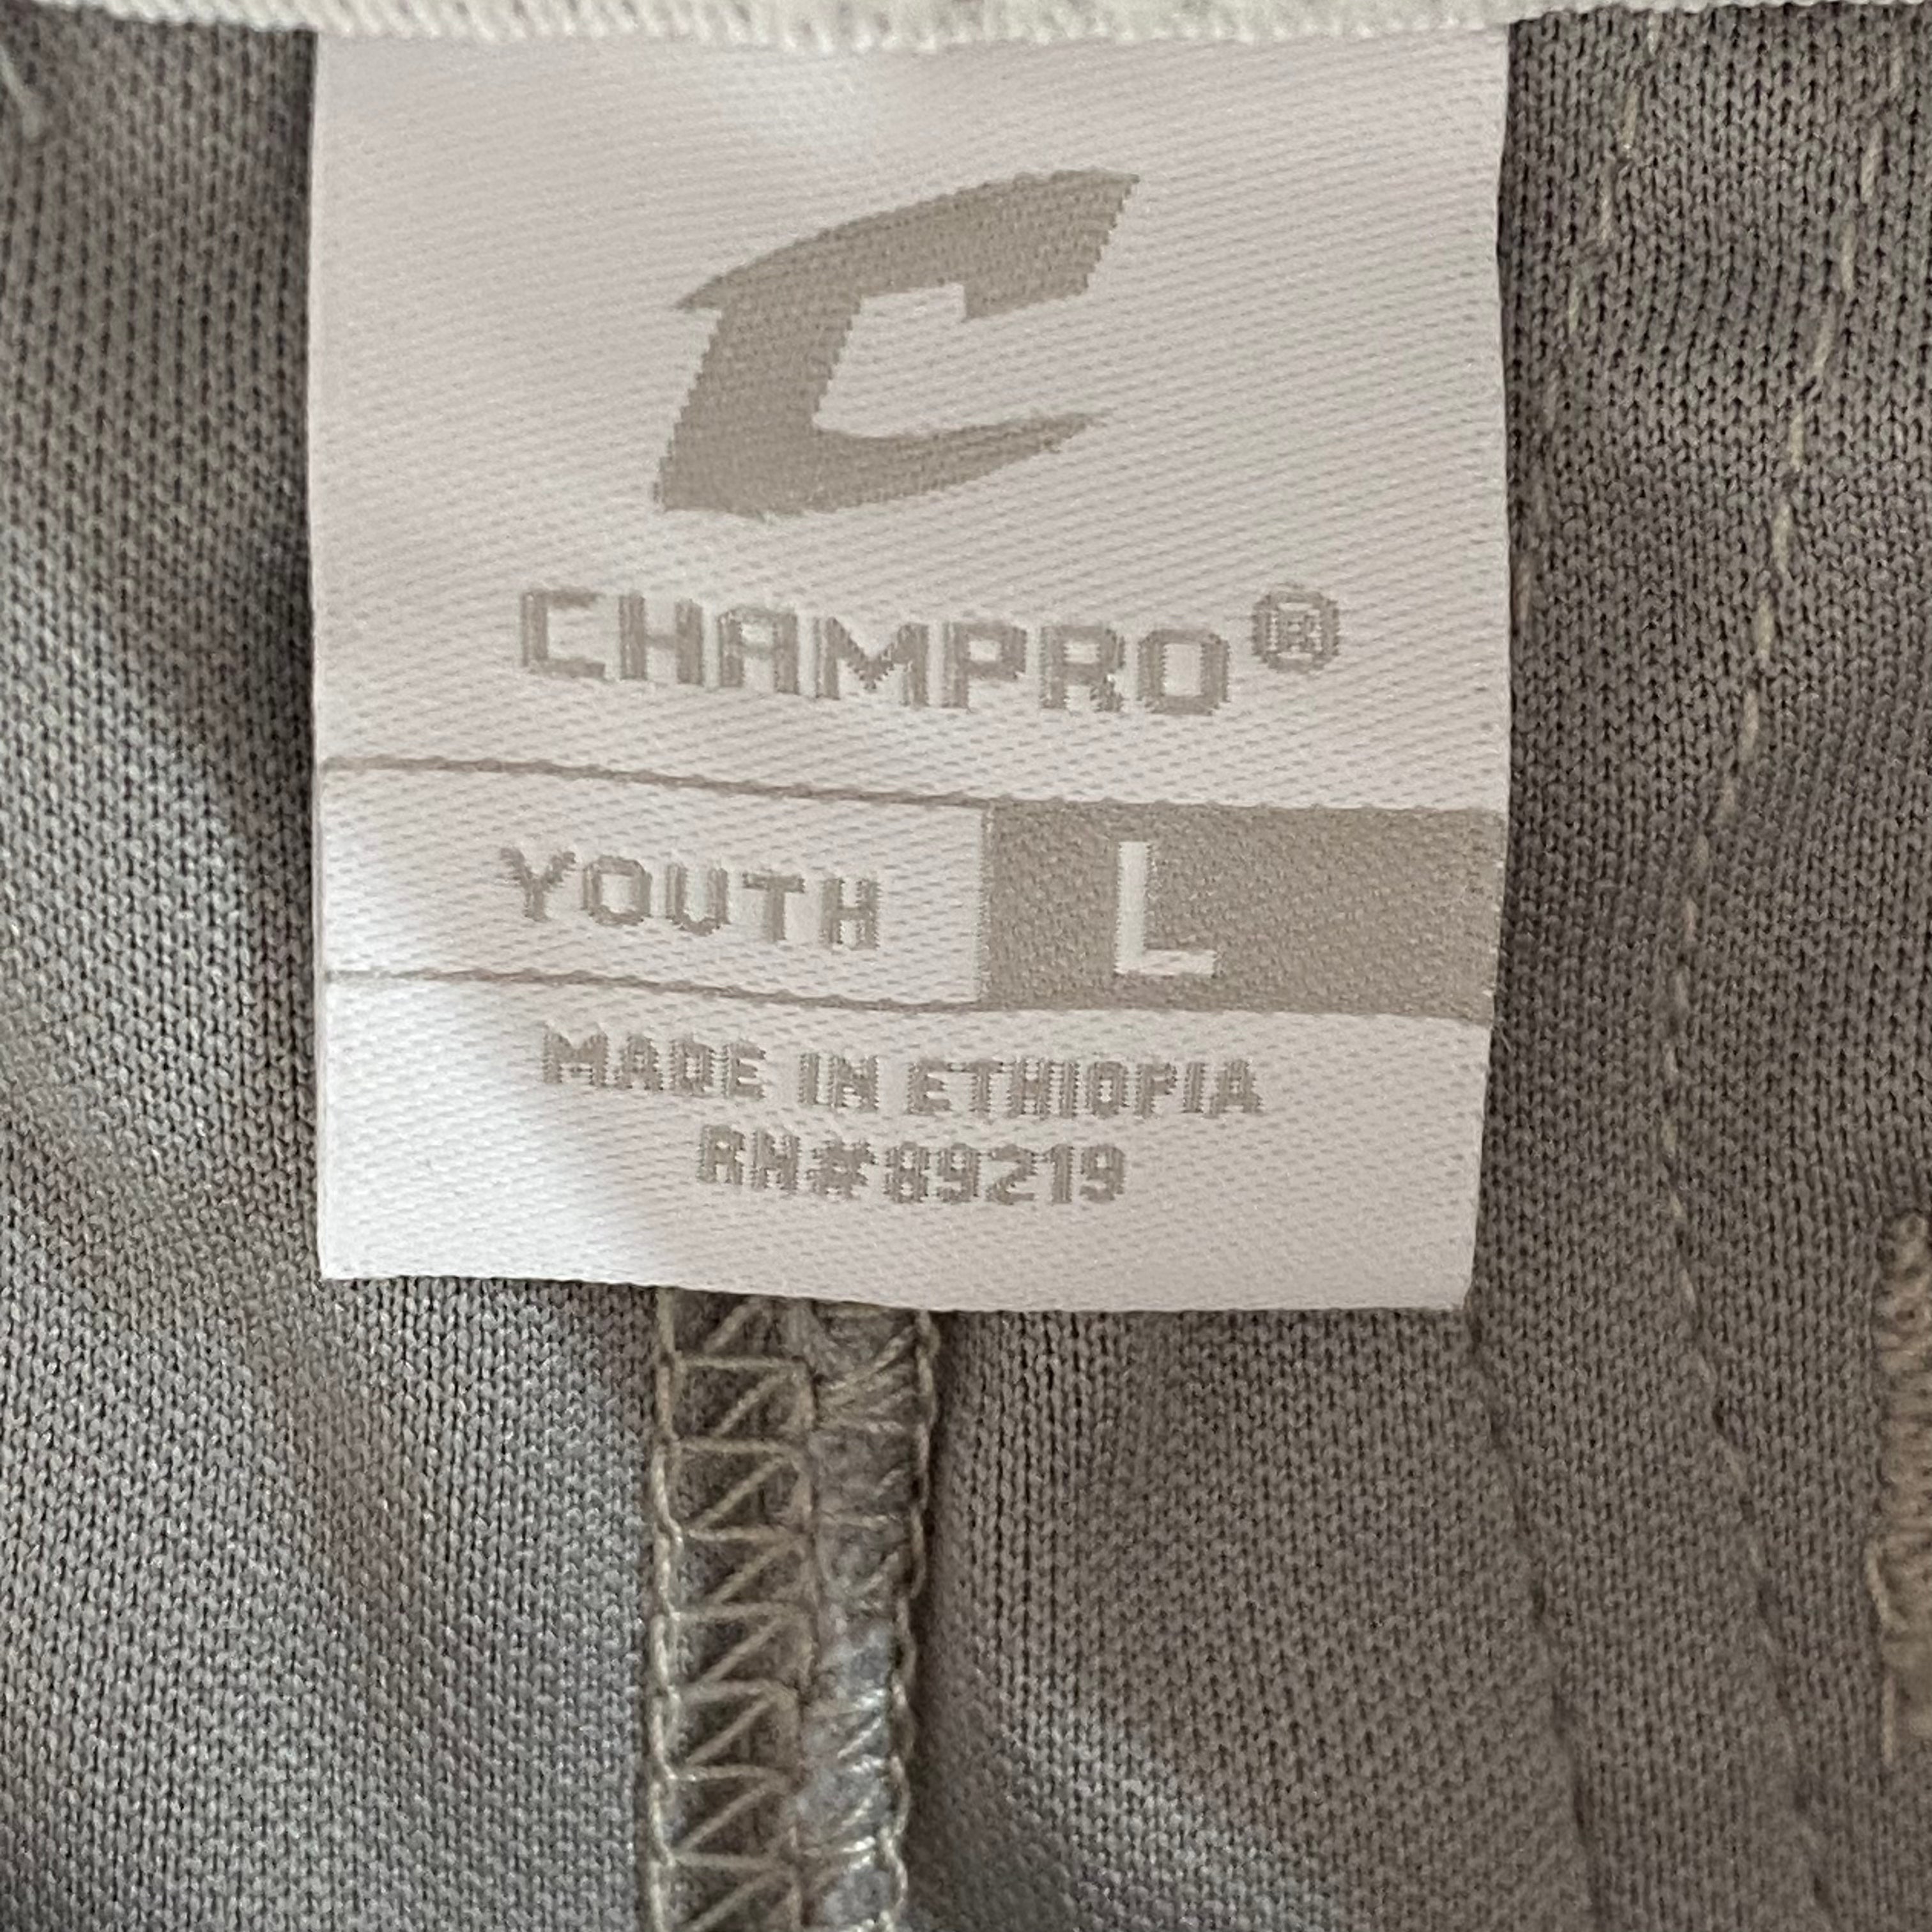 C
CHAMPRO®
YOUTH L
MADE IN ETHIOPIA
RN#89219